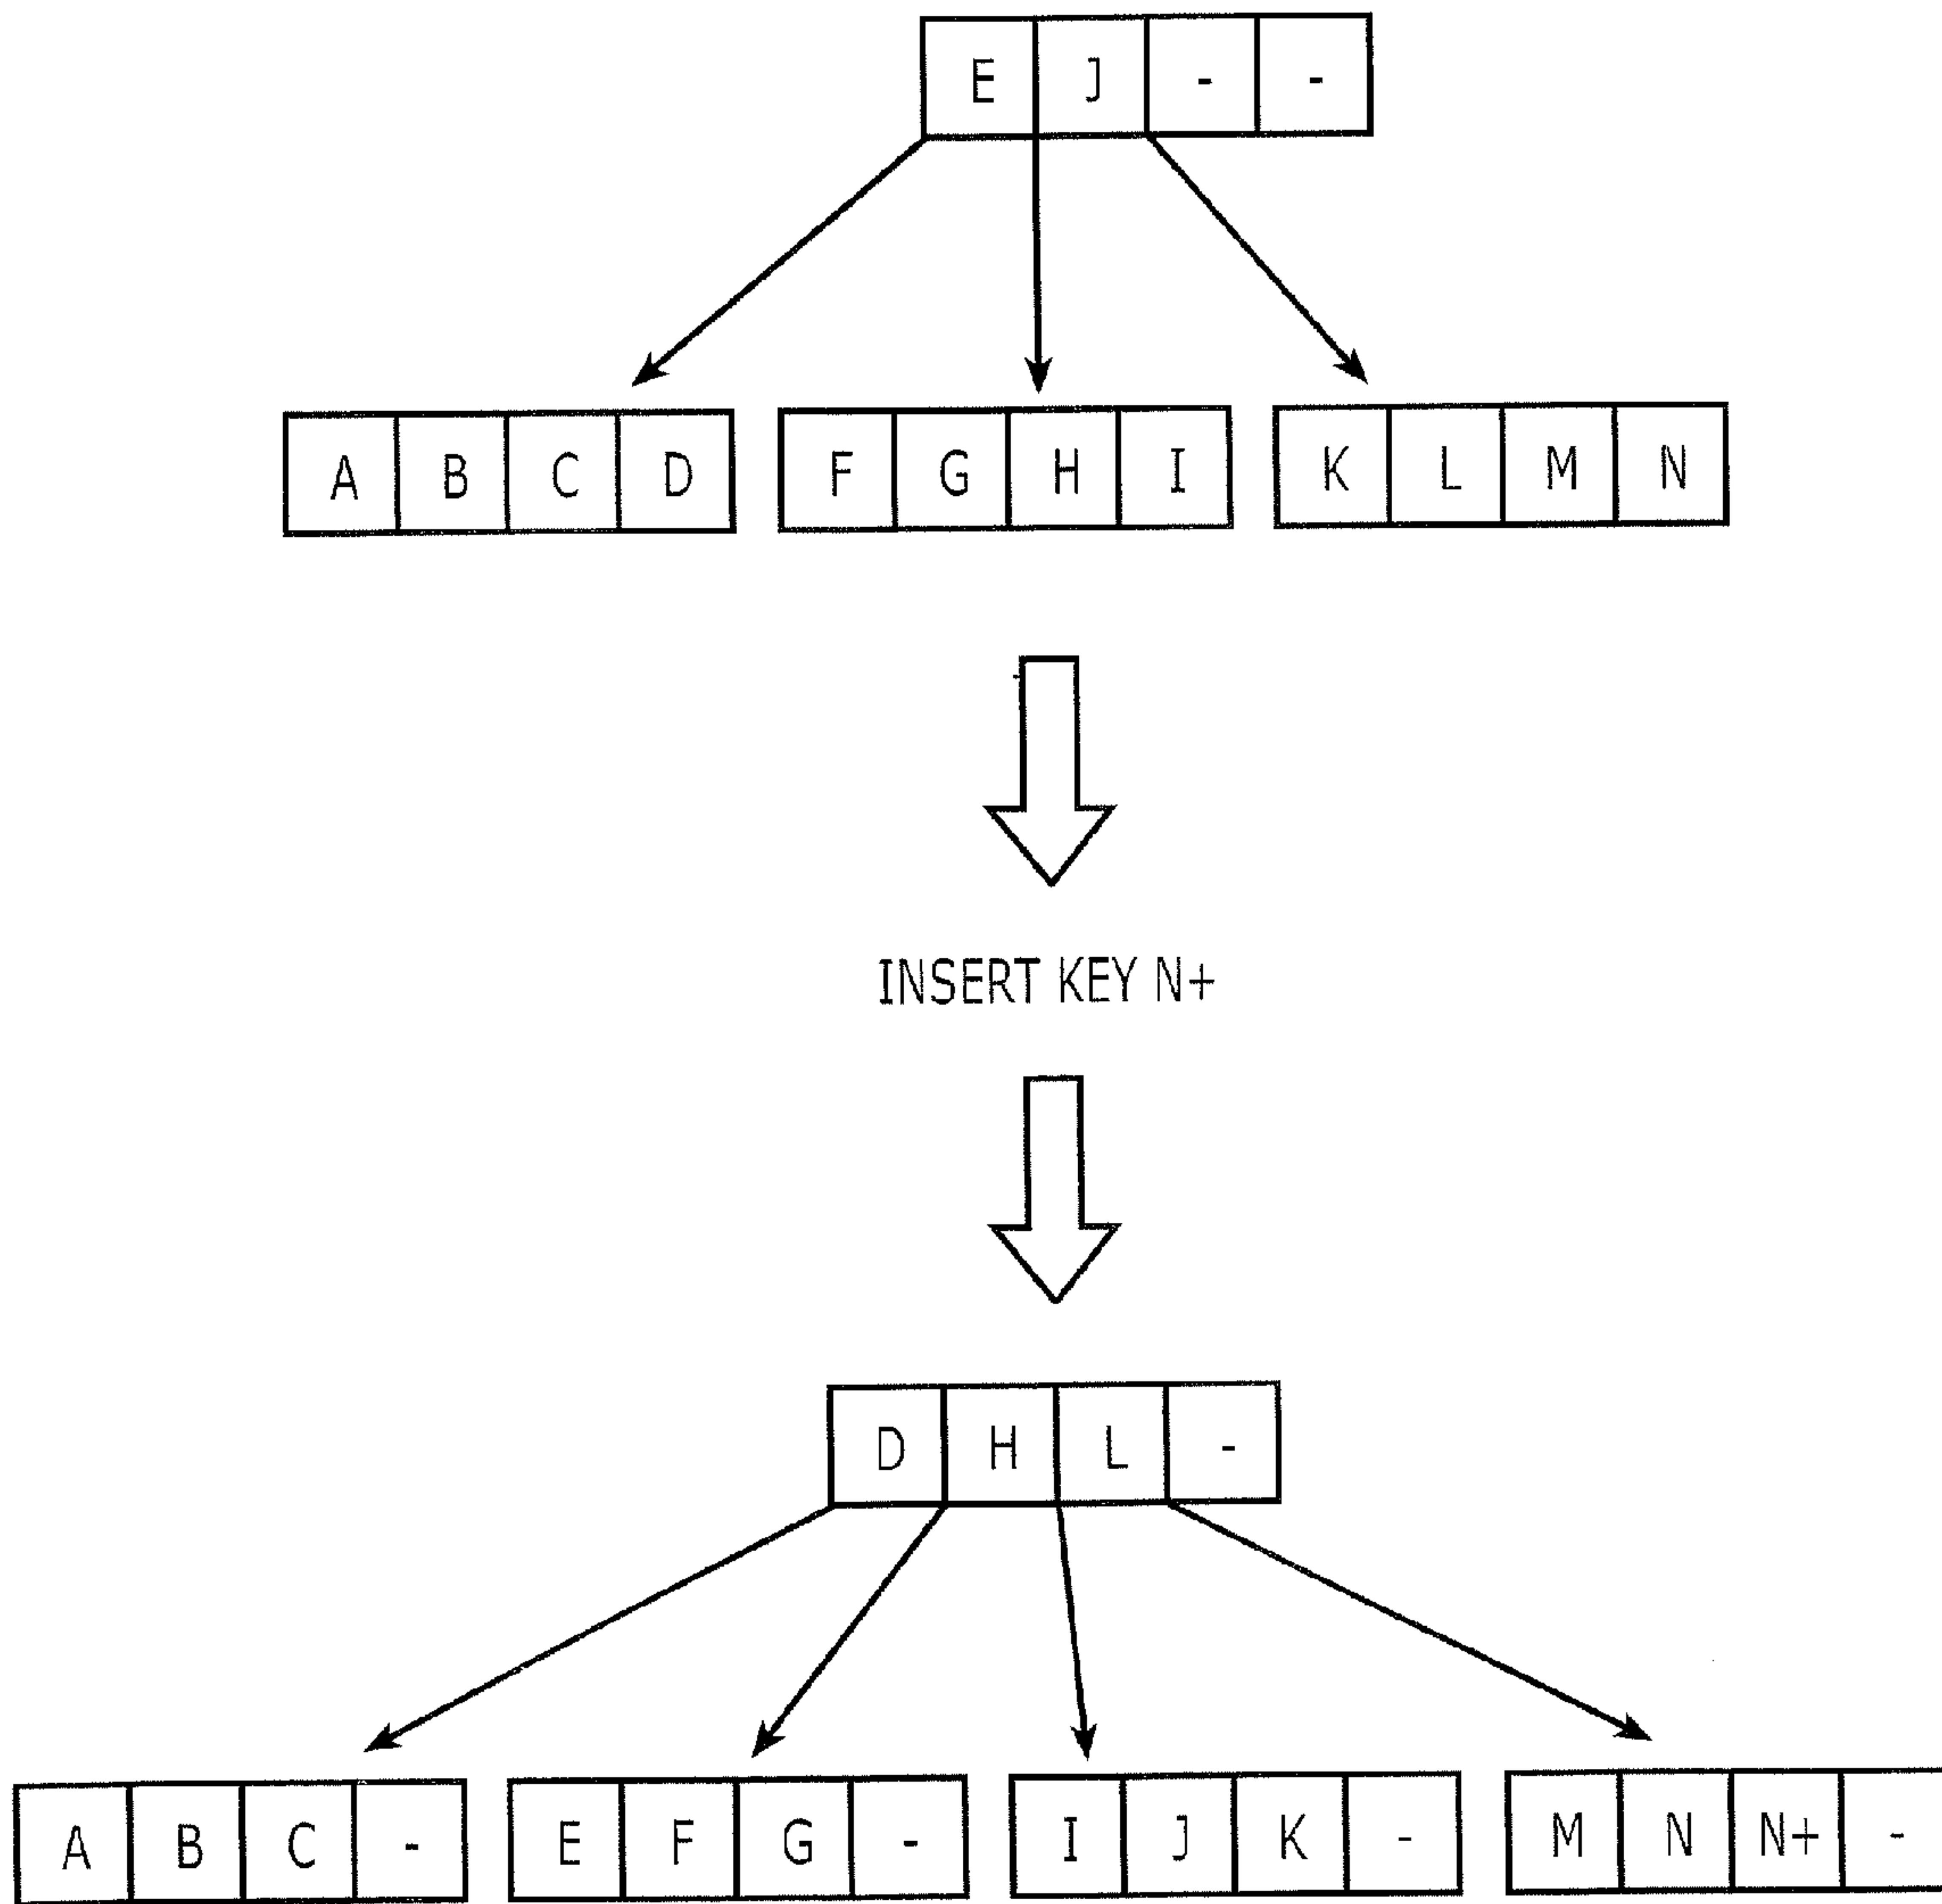 E J - -
A B C D F G H I K L M N
INSERT KEY N+
D H L -
A B C - E F G - I J K - M N N+ -